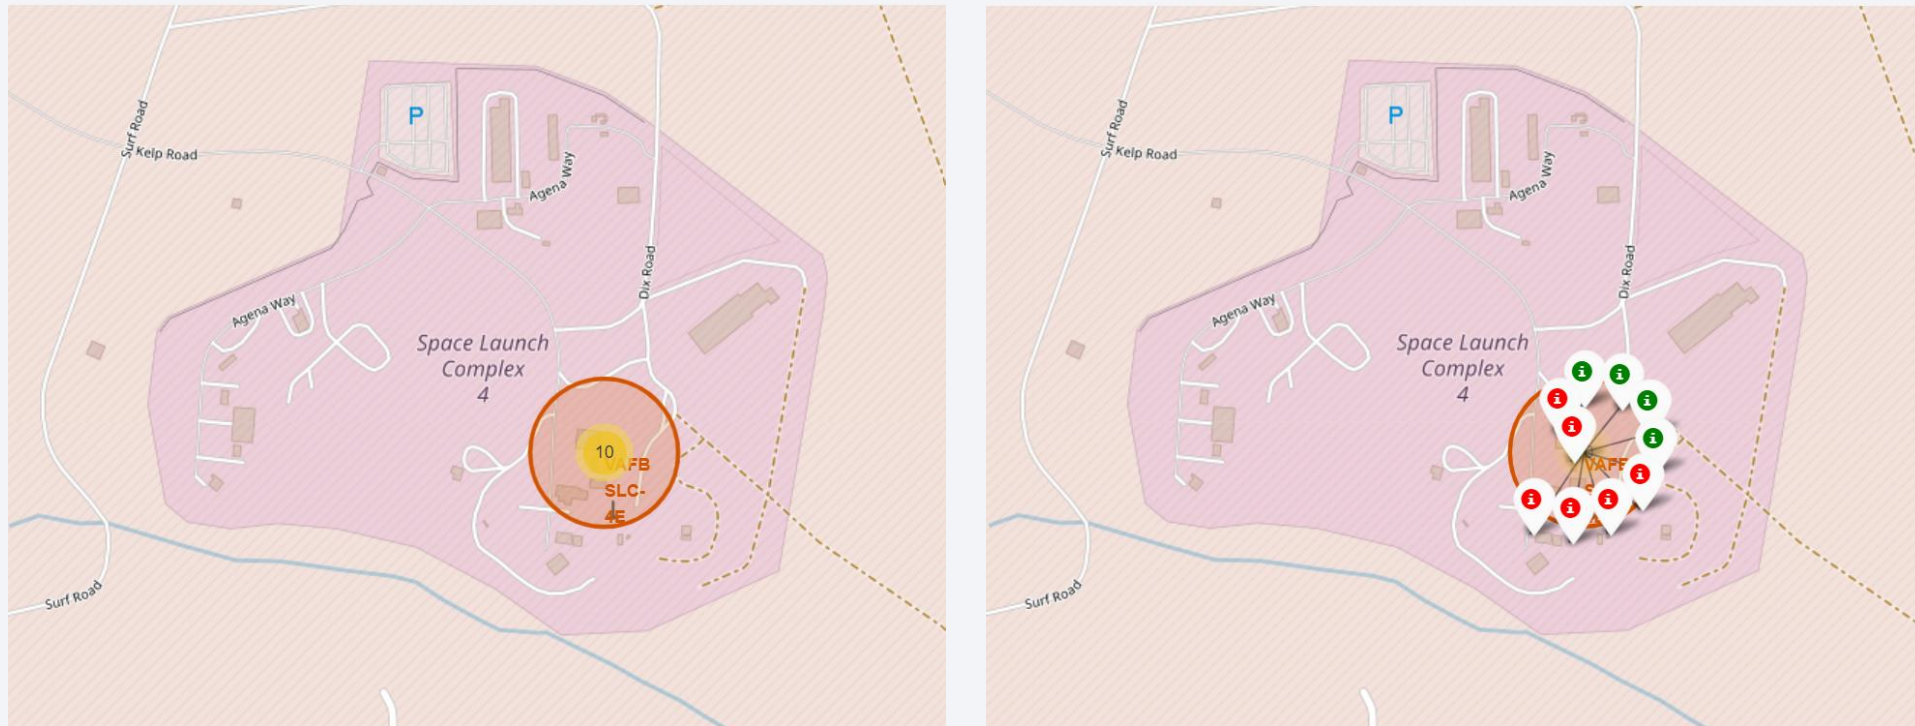 P
Surf Road
Kelp Road
Agena Way
Dix Road
Agena Way
Space Launch
Complex
4
10
VAFB
SLC-
4E
Surf Road
P
Surf Road
Kelp Road
Agena Way
Dix Road
Agena Way
Space Launch
Complex
4
i
i
i
i
i
i
VAFB
i
i
i
i
Surf Road